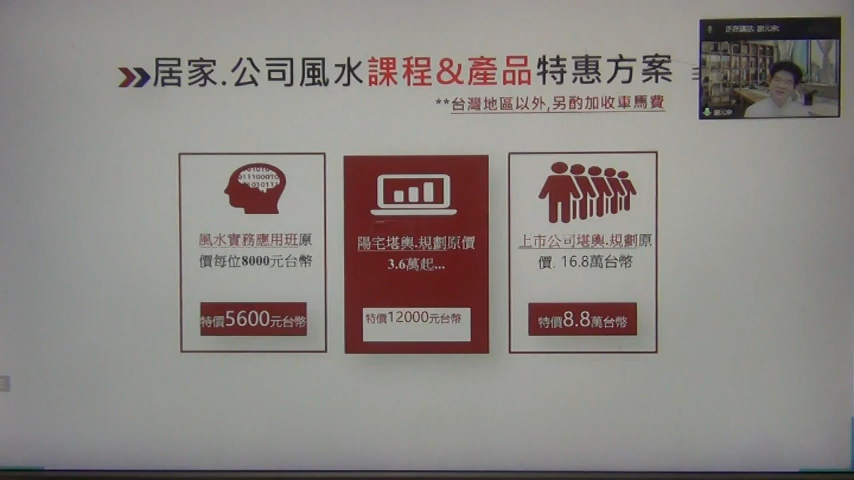 居家.公司風水課程&產品特惠方案
**台灣地區以外,另酌加收車馬費
風水實務應用班原
價每位8000元台幣
特價5600元台幣
陽宅堪輿.規劃原價
3.6萬起...
特價12000元台幣
上市公司堪輿.規劃原
價. 16.8萬台幣
特價8.8萬台幣